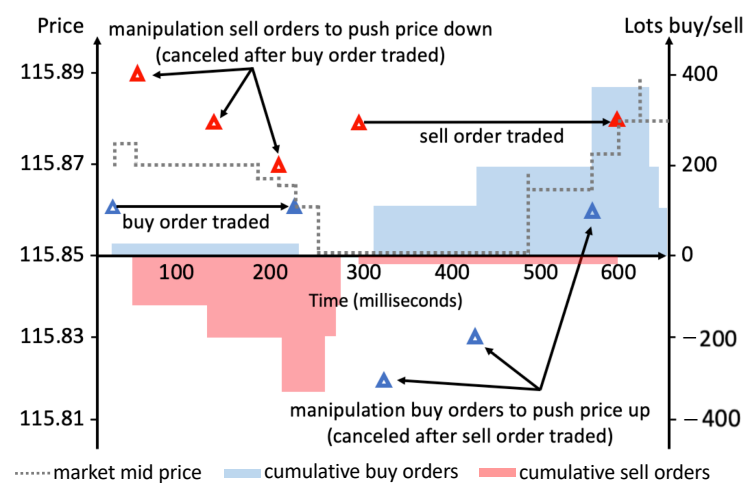 Price
Lots buy/sell
manipulation sell orders to push price down
(canceled after buy order traded)
115.89
400
sell order traded
115.87
200
buy order traded
115.85
0
100 200 300 400 500 600
Time (milliseconds)
115.83
−200
manipulation buy orders to push price up
(canceled after sell order traded)
115.81
−400
market mid price
cumulative buy orders
cumulative sell orders